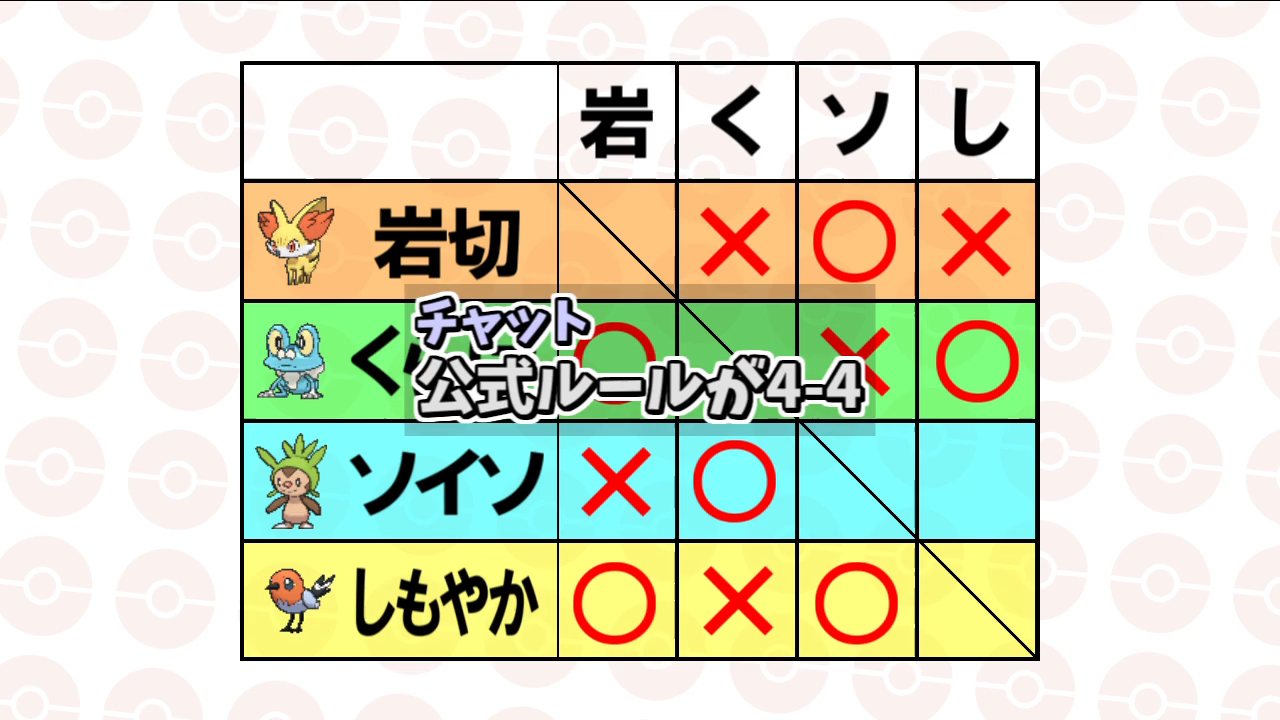 岩 く ソ し
岩切 × ○ ×
く ○ × ○
チャット
公式ルールが4-4
ソイソ × ○
しもやか ○ × ○